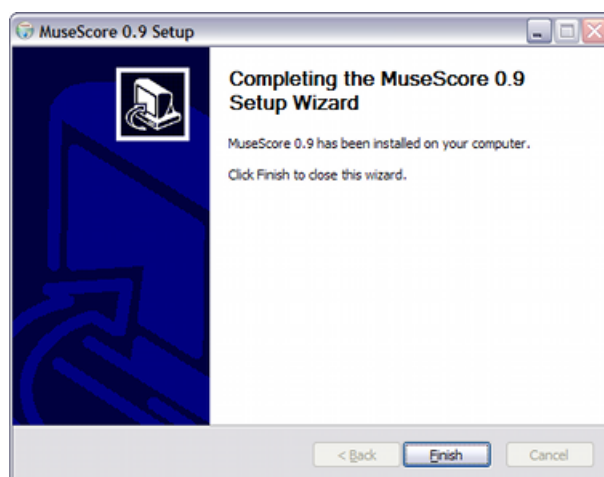 MuseScore 0.9 Setup
Completing the MuseScore 0.9
Setup Wizard
MuseScore 0.9 has been installed on your computer.
Click Finish to close this wizard.
< Back Finish Cancel